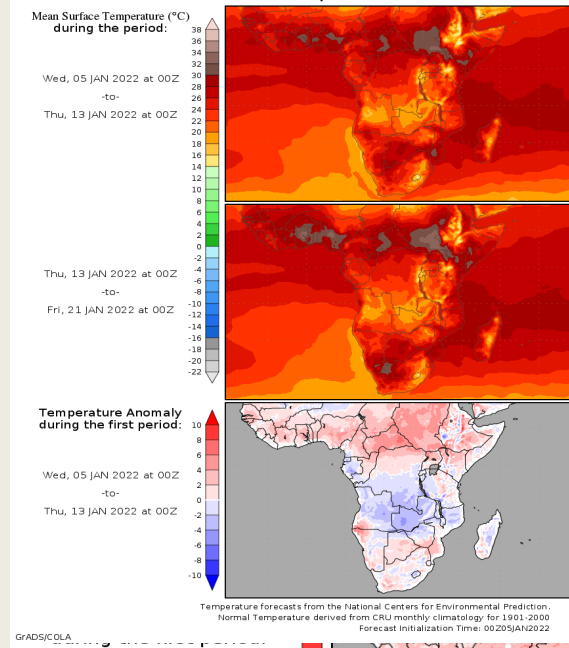 Mean Surface Temperature (°C)
during the period:
Wed, 05 JAN 2022 at 00Z
-to-
Thu, 13 JAN 2022 at 00Z
38
36
34
32
30
28
26
24
22
20
18
16
14
12
10
8
6
4
2
0
-2
-4
-6
-8
-10
-12
-14
-16
-18
-20
-22
Thu, 13 JAN 2022 at 00Z
-to-
Fri, 21 JAN 2022 at 00Z
Temperature Anomaly
during the first period:
Wed, 05 JAN 2022 at 00Z
-to-
Thu, 13 JAN 2022 at 00Z
10
8
6
4
2
0
-2
-4
-6
-8
-10
Temperature forecasts from the National Centers for Environmental Prediction.
Normal Temperature derived from CRU monthly climatology for 1901-2000
Forecast Initialization Time: 00Z05JAN2022
GrADS/COLA
during the first period: